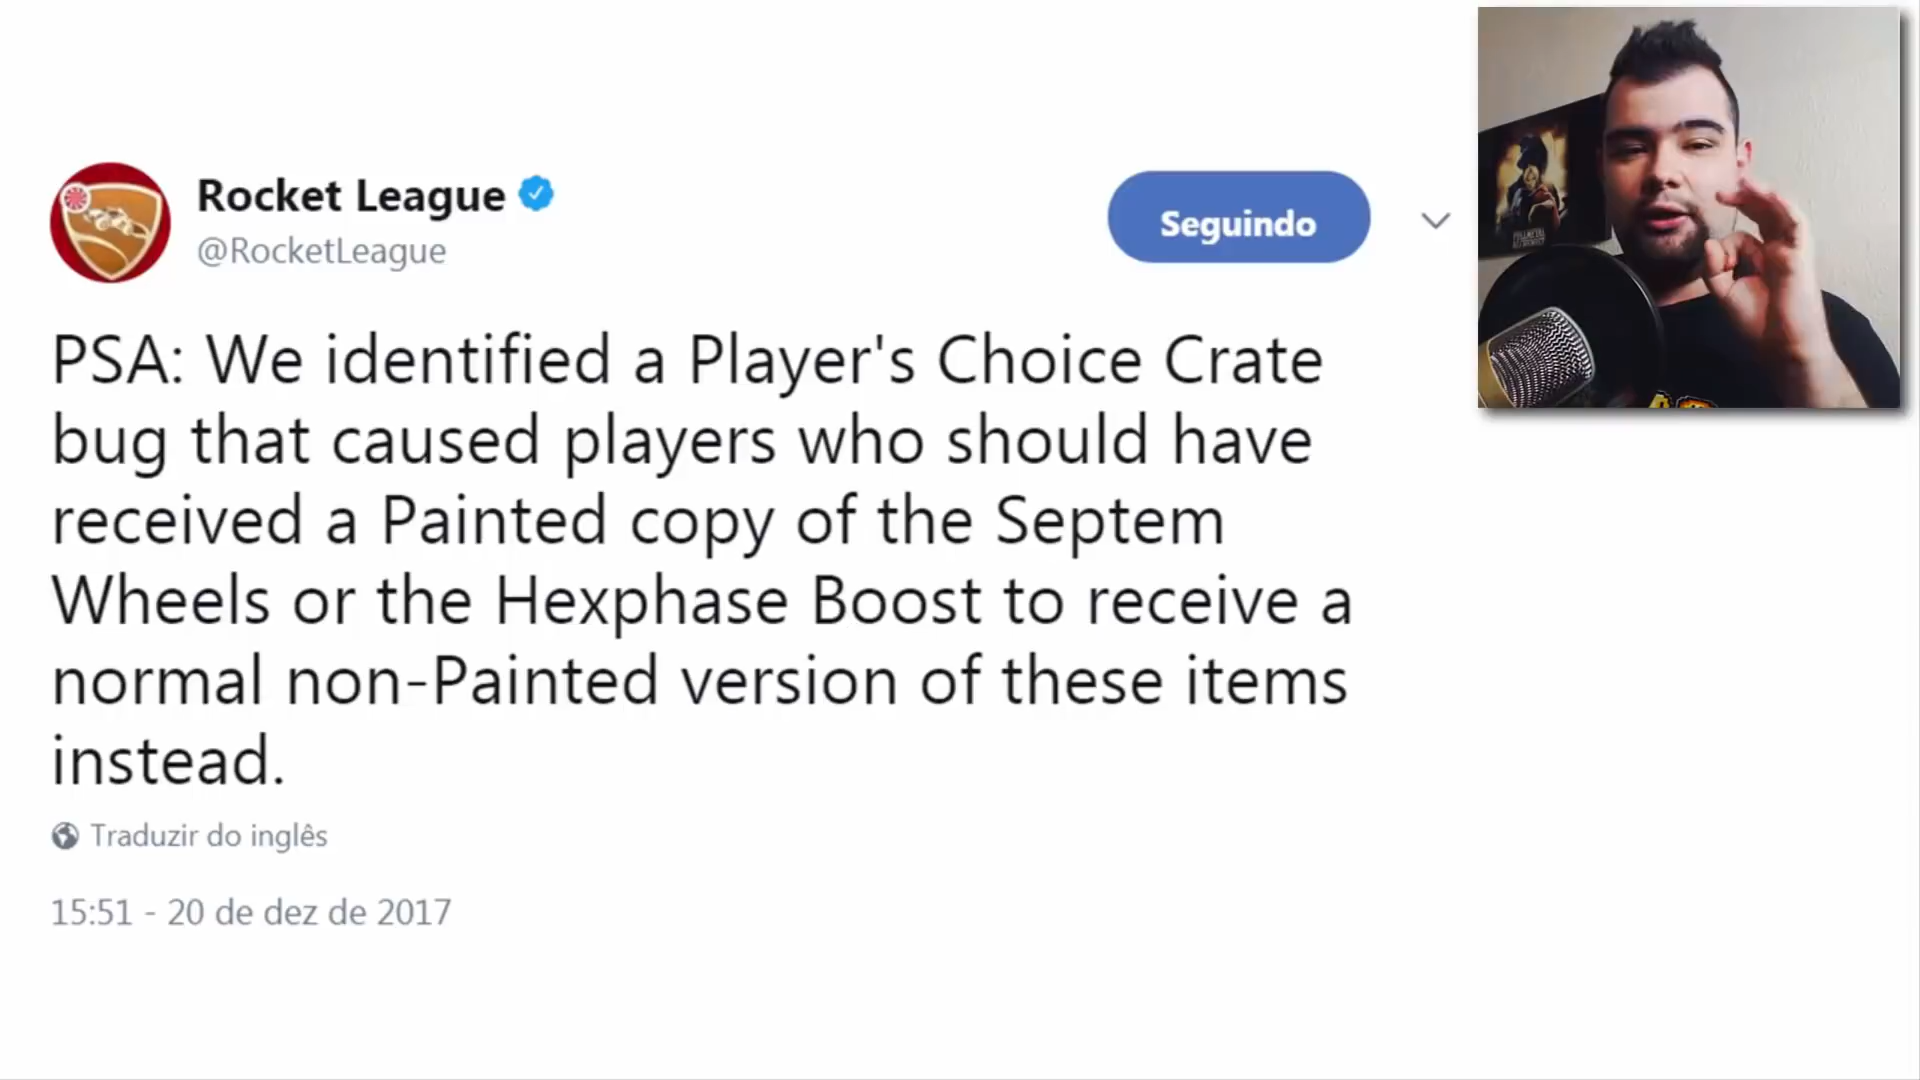 Rocket League
@RocketLeague
Seguindo
PSA: We identified a Player's Choice Crate
bug that caused players who should have
received a Painted copy of the Septem
Wheels or the Hexphase Boost to receive a
normal non-Painted version of these items
instead.
Traduzir do inglês
15:51 - 20 de dez de 2017